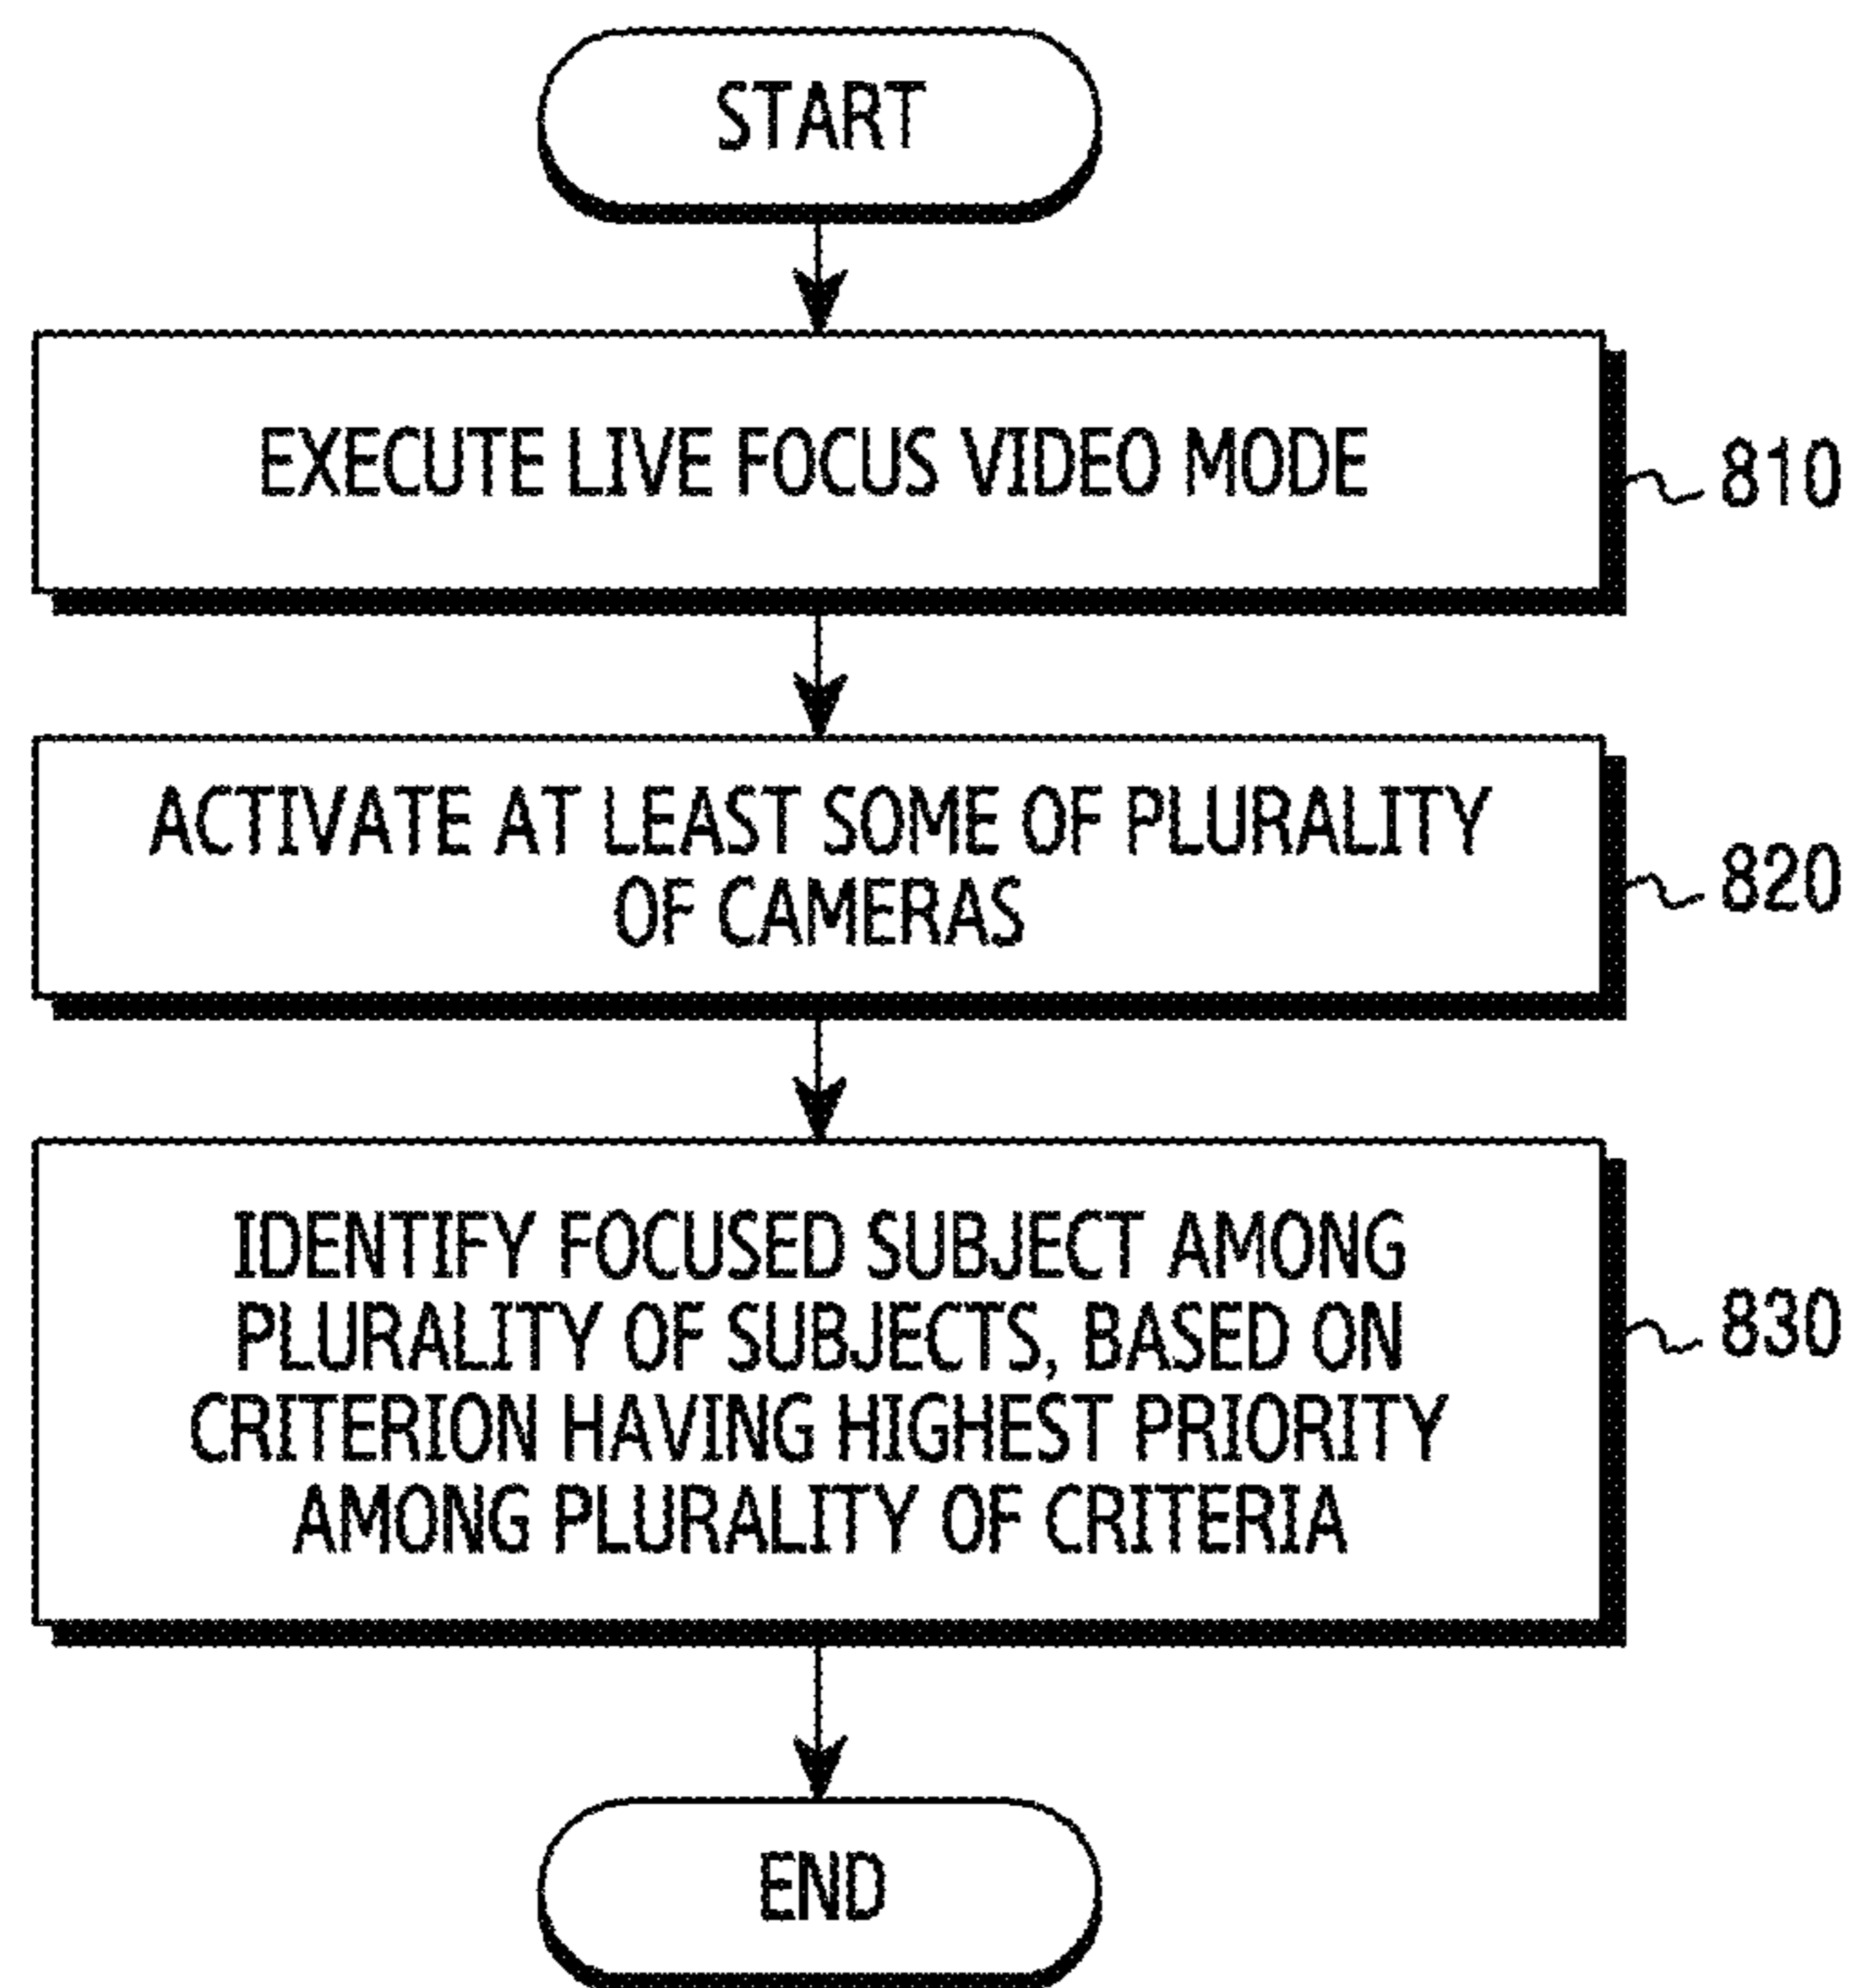 START
EXECUTE LIVE FOCUS VIDEO MODE
810
ACTIVATE AT LEAST SOME OF PLURALITY
OF CAMERAS
820
IDENTIFY FOCUSED SUBJECT AMONG
PLURALITY OF SUBJECTS, BASED ON
CRITERION HAVING HIGHEST PRIORITY
AMONG PLURALITY OF CRITERIA
830
END